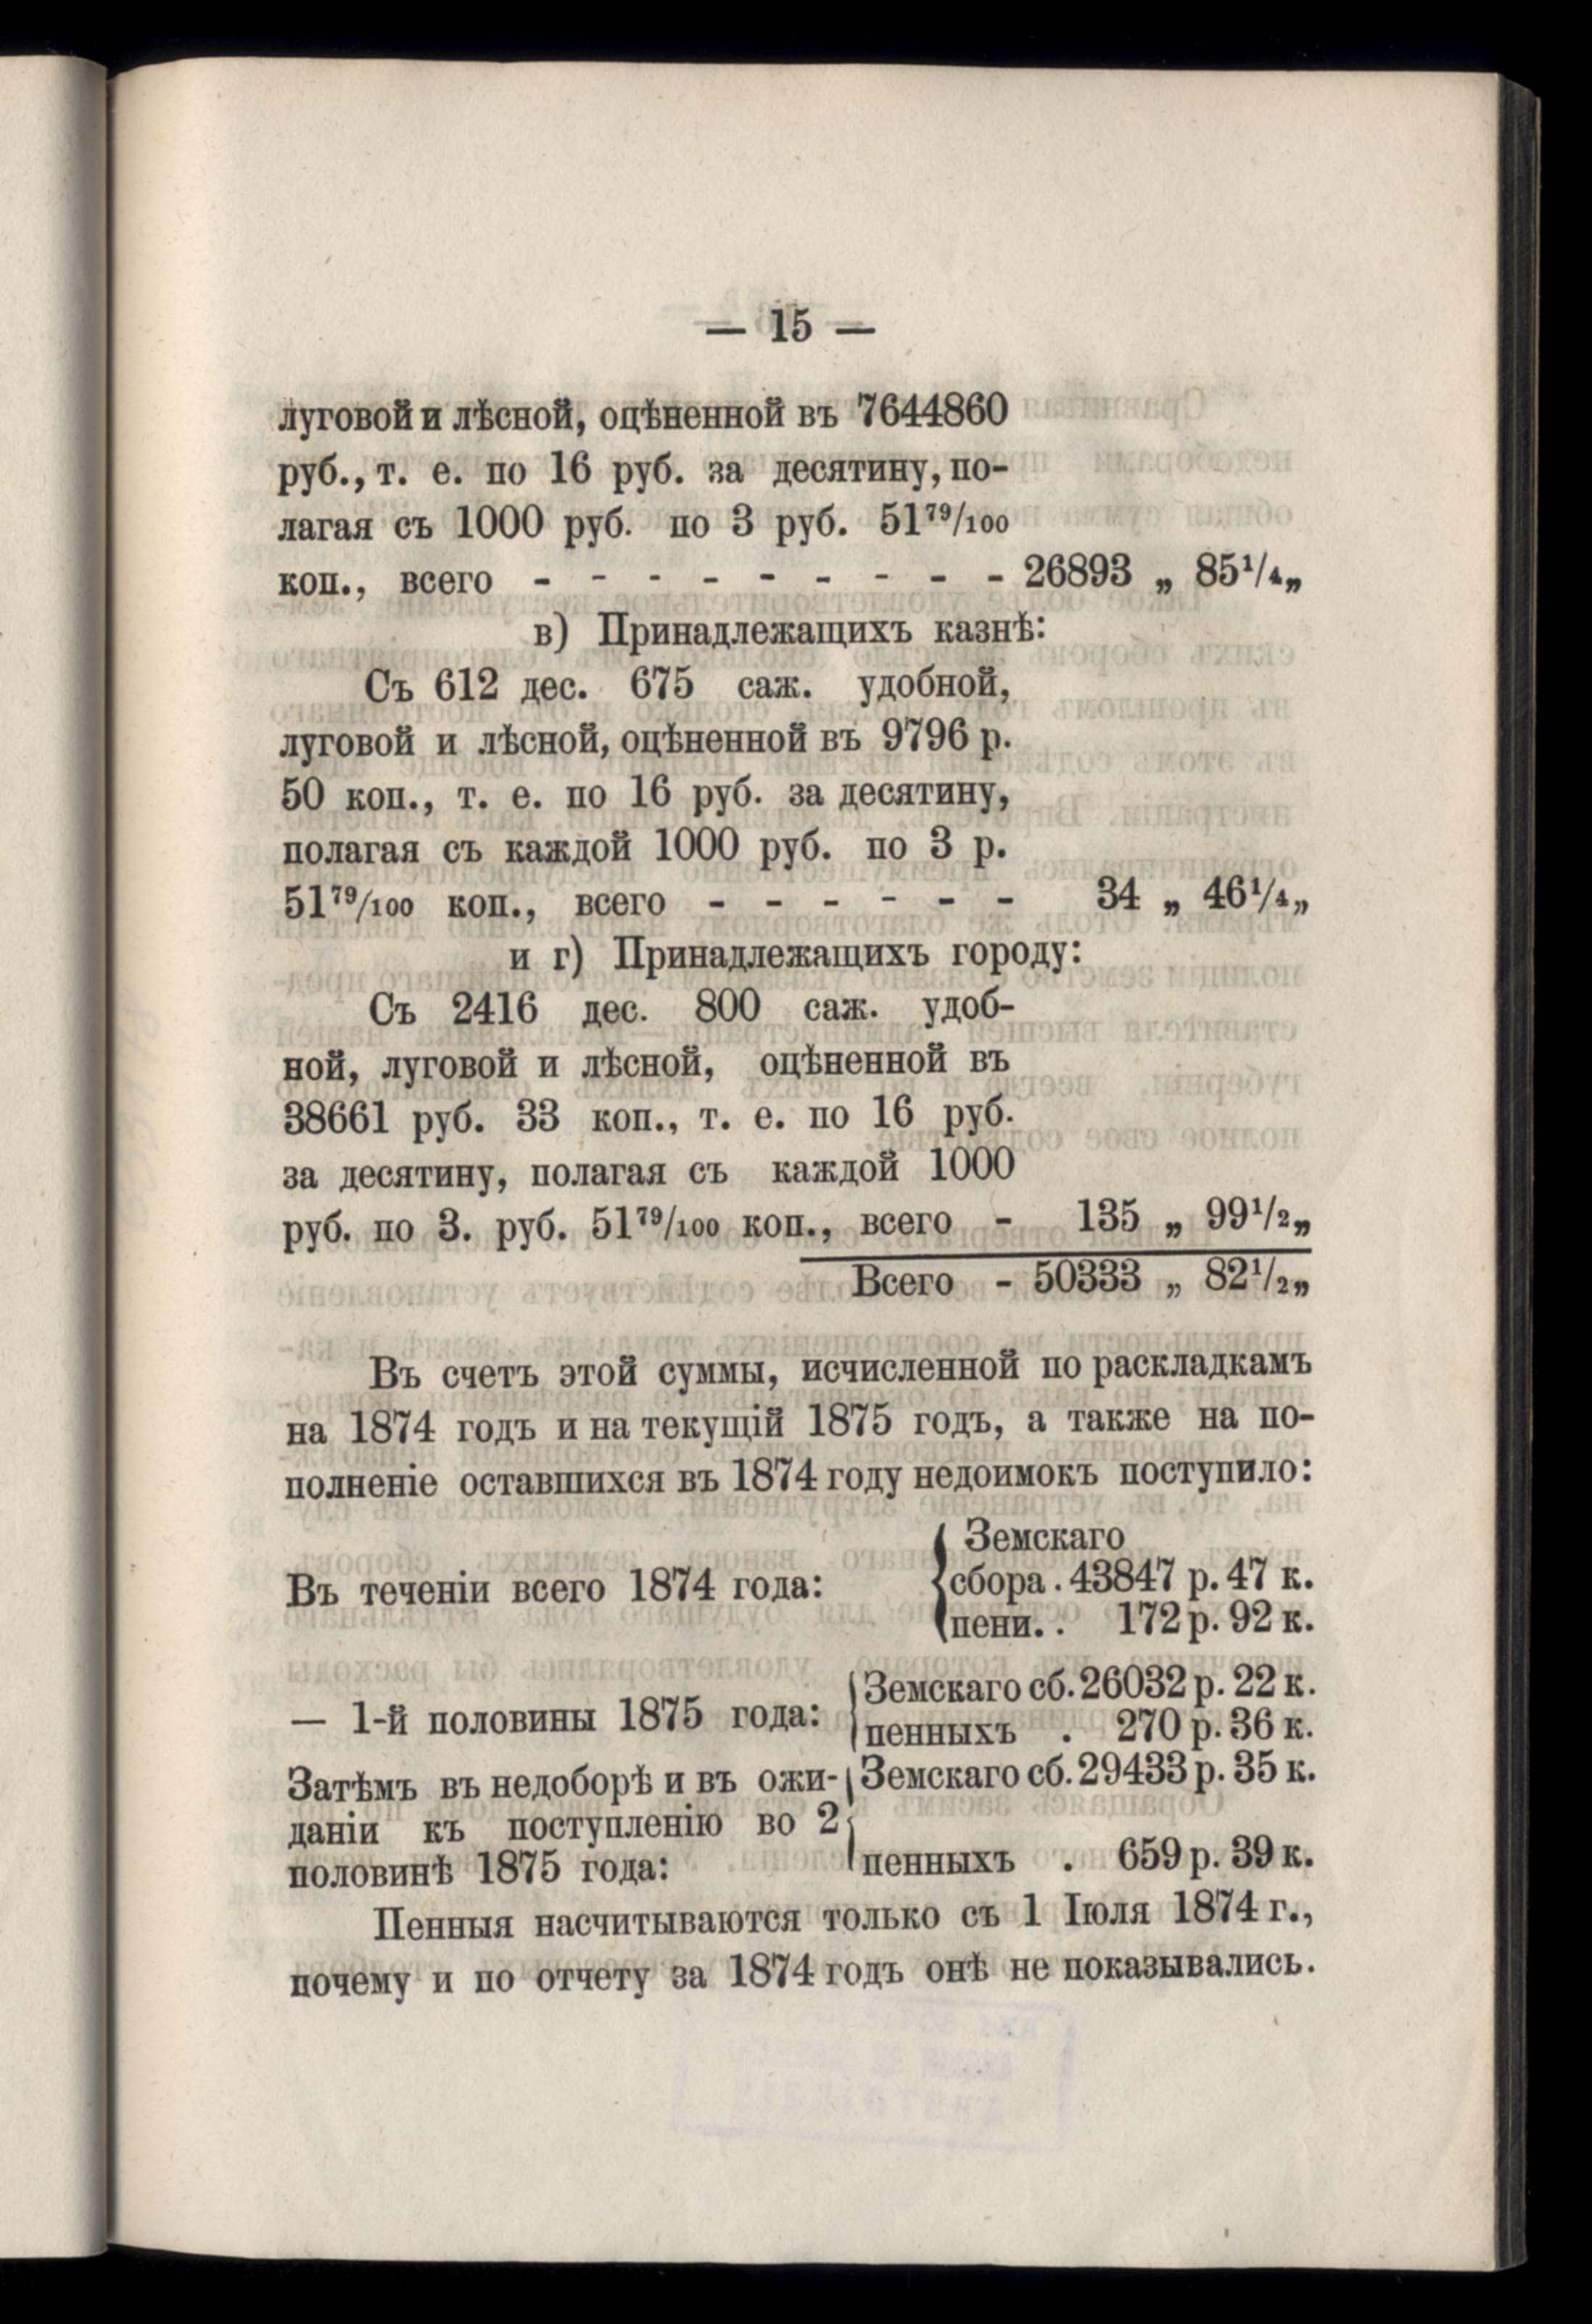 — 15 —
луговой и лѣсной, оцѣненной въ 7644860
руб., т. е. по 16 руб. за десятину, по-
лагая съ 1000 руб. по 3 руб. 51⁷⁹/₁₀₀
коп., всего - - - - - - - - - 26893 „ 85¹/₄„
в) Принадлежащихъ казнѣ:
Съ 612 дес. 675 саж. удобной,
луговой и лѣсной, оцѣненной въ 9796 р.
50 коп., т. е. по 16 руб. за десятину,
полагая съ каждой 1000 руб. по 3 р.
51⁷⁹/₁₀₀ коп., всего - - - - - - 34 „ 46¹/₄„
и г) Принадлежащихъ городу:
Съ 2416 дес. 800 саж. удоб-
ной, луговой и лѣсной, оцѣненной въ
38661 руб. 33 коп., т. е. по 16 руб.
за десятину, полагая съ каждой 1000
руб. по 3. руб. 51⁷⁹/₁₀₀ коп., всего - 135 „ 99¹/₂„
Всего - 50333 „ 82¹/₂„
Въ счетъ этой суммы, исчисленной по раскладкамъ
на 1874 годъ и на текущій 1875 годъ, а также на по-
полненіе оставшихся въ 1874 году недоимокъ поступило:
Въ теченіи всего 1874 года:
Земскаго
сбора . 43847 р. 47 к.
пени. . 172 р. 92 к.
— 1-й половины 1875 года:
Земскаго сб. 26032 р. 22 к.
пенныхъ . 270 р. 36 к.
Затѣмъ въ недоборѣ и въ ожи-
даніи къ поступленію во 2
половинѣ 1875 года:
Земскаго сб. 29433 р. 35 к.
пенныхъ . 659 р. 39 к.
Пенныя насчитываются только съ 1 Іюля 1874 г.,
почему и по отчету за 1874 годъ онѣ не показывались.